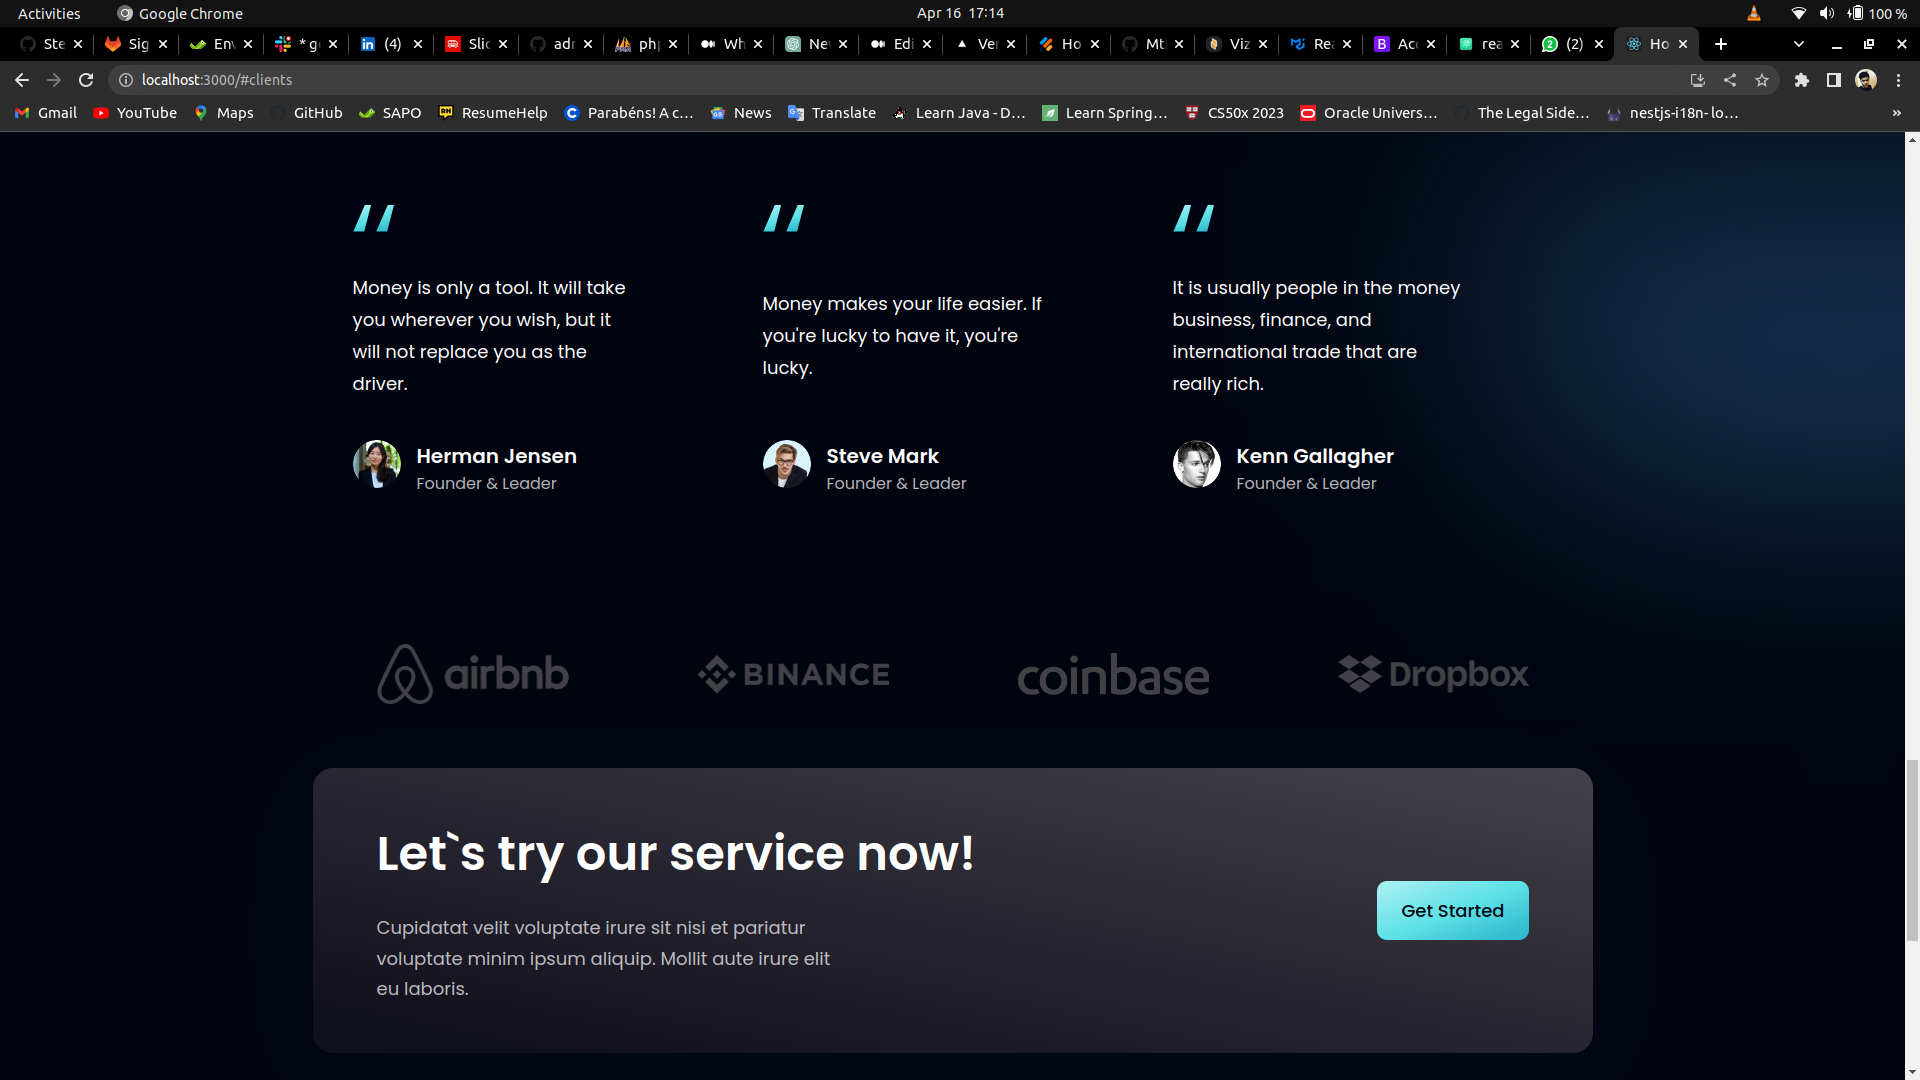 Activities
Google Chrome
Apr 16 17:14
100 %
Ste
Sig
Env
* g
(4)
Slic
adr
ph
Wh
Ne
Edi
Ver
Ho
Mt
Viz
Rea
Acc
rea
(2)
Ho
localhost:3000/#clients
Gmail
YouTube
Maps
GitHub
SAPO
ResumeHelp
Parabéns! A c...
News
Translate
Learn Java - D...
Learn Spring...
CS50x 2023
Oracle Univers...
The Legal Side...
nestjs-i18n- lo...
»
Money is only a tool. It will take
you wherever you wish, but it
will not replace you as the
driver.
Herman Jensen
Founder & Leader
Money makes your life easier. If
you're lucky to have it, you're
lucky.
Steve Mark
Founder & Leader
It is usually people in the money
business, finance, and
international trade that are
really rich.
Kenn Gallagher
Founder & Leader
airbnb
BINANCE
coinbase
Dropbox
Let`s try our service now!
Cupidatat velit voluptate irure sit nisi et pariatur
voluptate minim ipsum aliquip. Mollit aute irure elit
eu laboris.
Get Started